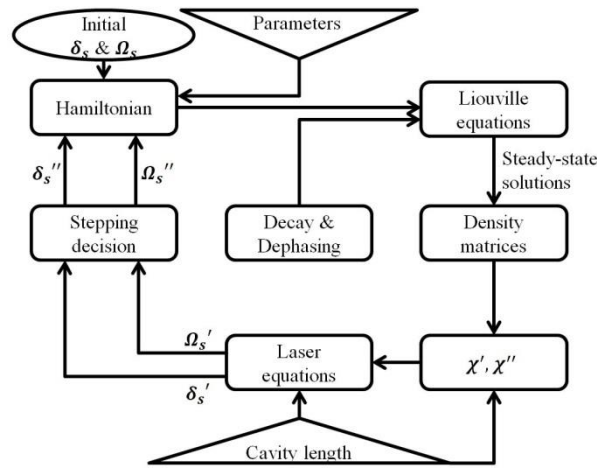 Initial
δₛ & Ωₛ
Parameters
Hamiltonian
Liouville
equations
δₛ′′
Ωₛ′′
Steady-state
solutions
Stepping
decision
Decay &
Dephasing
Density
matrices
Ωₛ′
δₛ′
Laser
equations
χ′, χ′′
Cavity length